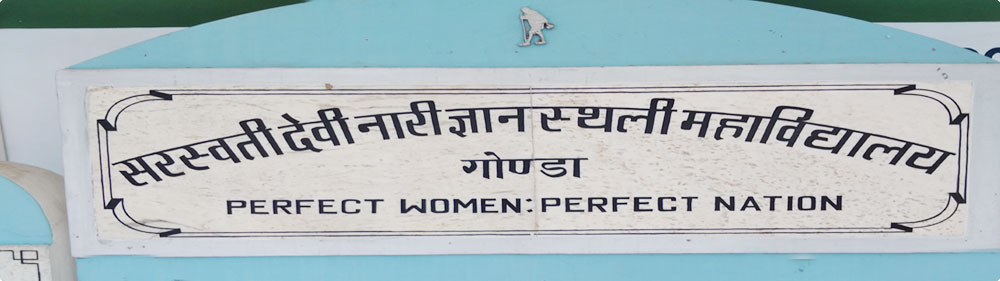 सरस्वती देवी नारी ज्ञान स्थली महाविद्यालय
गोण्डा
PERFECT WOMEN: PERFECT NATION